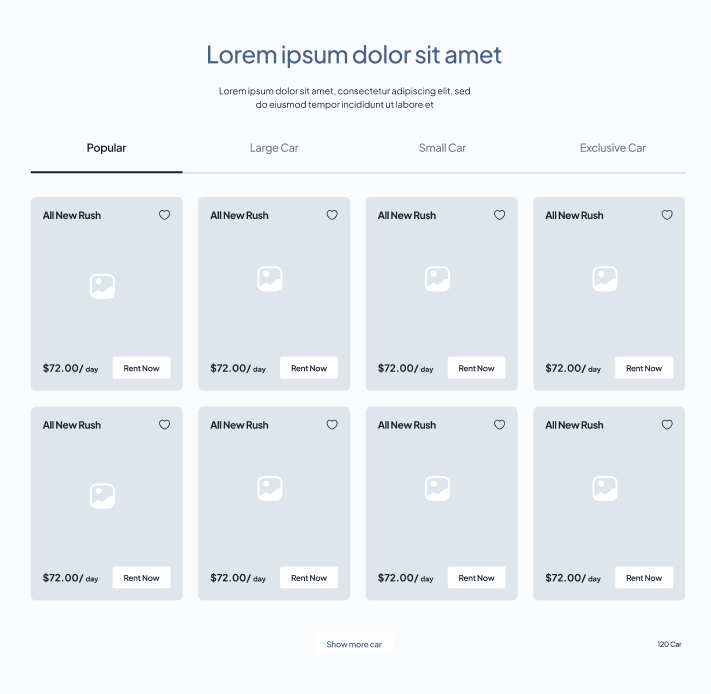 Lorem ipsum dolor sit amet
Lorem ipsum dolor sit amet, consectetur adipiscing elit, sed
do eiusmod tempor incididunt ut labore et
Popular
Large Car
Small Car
Exclusive Car
All New Rush
All New Rush
All New Rush
All New Rush
$72.00/ day
Rent Now
$72.00/ day
Rent Now
$72.00/ day
Rent Now
$72.00/ day
Rent Now
All New Rush
All New Rush
All New Rush
All New Rush
$72.00/ day
Rent Now
$72.00/ day
Rent Now
$72.00/ day
Rent Now
$72.00/ day
Rent Now
Show more car
120 Car